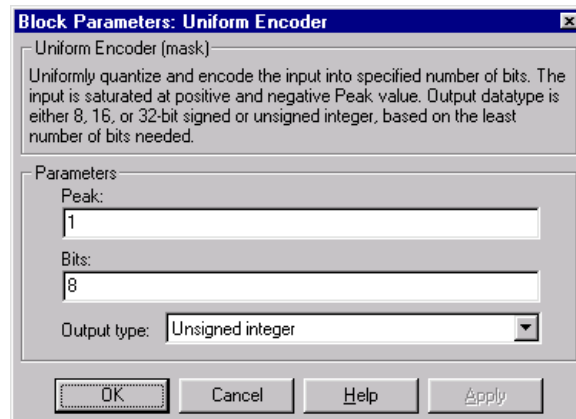 Block Parameters: Uniform Encoder
Uniform Encoder (mask)
Uniformly quantize and encode the input into specified number of bits. The
input is saturated at positive and negative Peak value. Output datatype is
either 8, 16, or 32-bit signed or unsigned integer, based on the least
number of bits needed.
Parameters
Peak:
1
Bits:
8
Output type: Unsigned integer
OK Cancel Help Apply